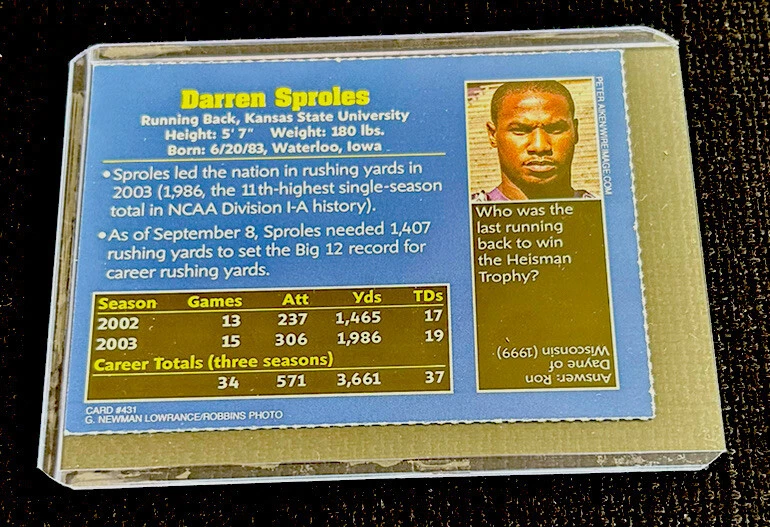 Darren Sproles
Running Back, Kansas State University
Height: 5' 7" Weight: 180 lbs.
Born: 6/20/83, Waterloo, Iowa
•Sproles led the nation in rushing yards in
2003 (1,986, the 11th-highest single-season
total in NCAA Division I-A history).
•As of September 8, Sproles needed 1,407
rushing yards to set the Big 12 record for
career rushing yards.
Season Games Att Yds TDs
2002 13 237 1,465 17
2003 15 306 1,986 19
Career Totals (three seasons)
34 571 3,661 37
CARD #431
G. NEWMAN LOWRANCE/ROBBINS PHOTO
PETER AIKEN/WIREIMAGE.COM
Who was the
last running
back to win
the Heisman
Trophy?
Answer: Ron
Dayne of
Wisconsin (1999)